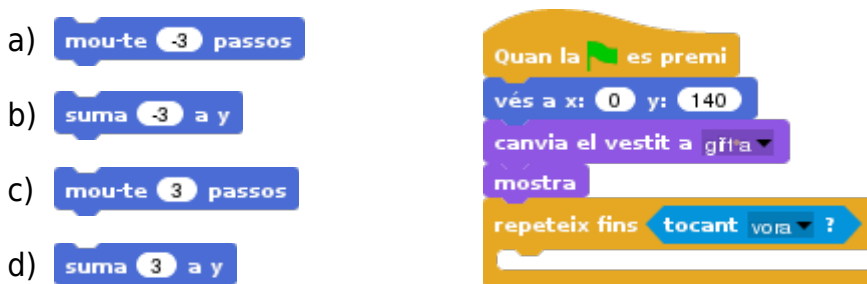 a) mou-te -3 passos
b) suma -3 a y
c) mou-te 3 passos
d) suma 3 a y
Quan la es premi
vés a x: 0 y: 140
canvia el vestit a
mostra
repeteix fins tocant vora ?